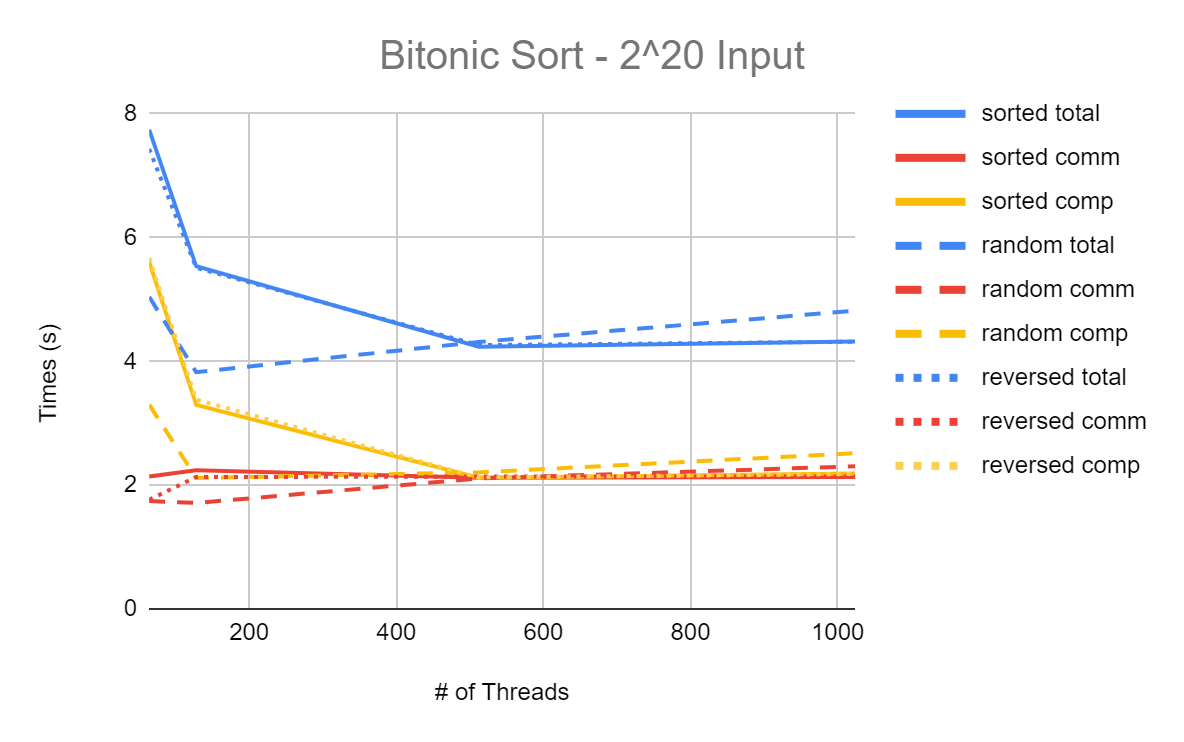 Bitonic Sort - 2^20 Input
8
6
4
2
0
Times (s)
200
400
600
800
1000
# of Threads
sorted total
sorted comm
sorted comp
random total
random comm
random comp
reversed total
reversed comm
reversed comp